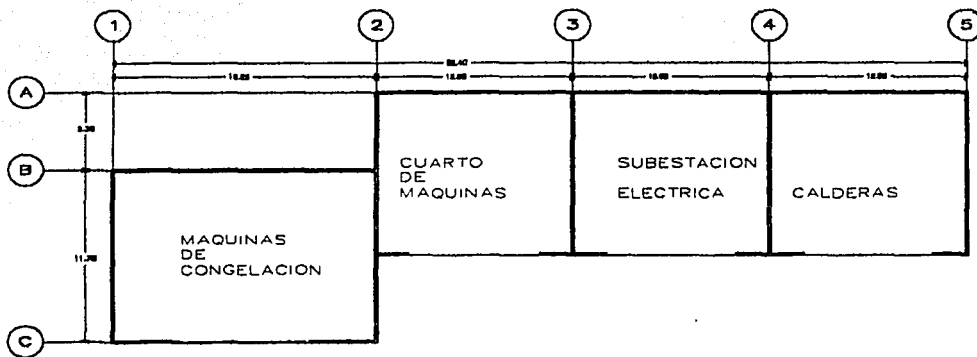 1 2 3 4 5
A
B
CUARTO
DE
MAQUINAS
SUBESTACION
ELECTRICA
CALDERAS
MAQUINAS
DE
CONGELACION
C